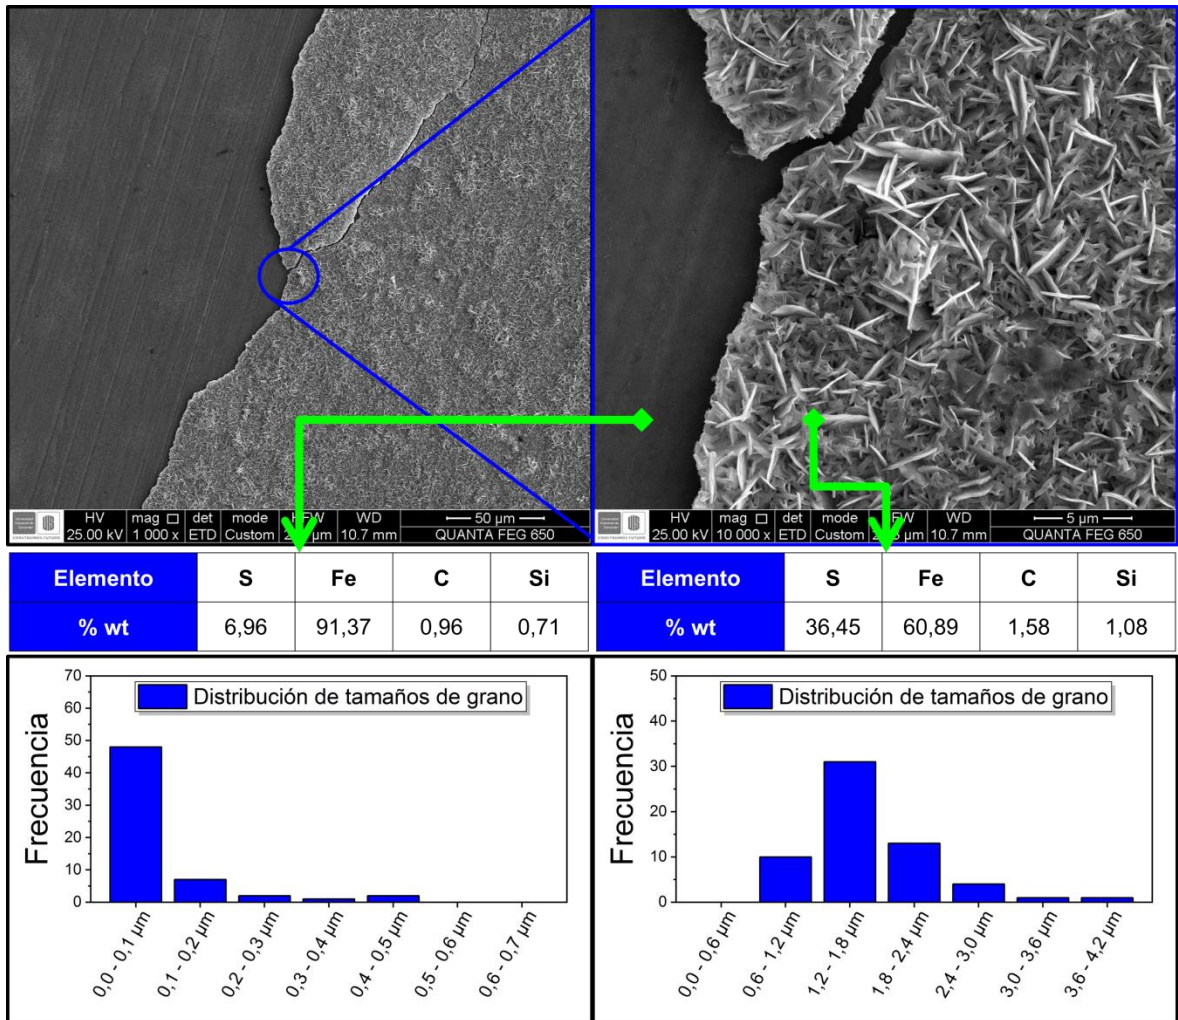 HV mag det mode WD 50 µm
25.00 kV 1 000 x ETD Custom 10.7 mm QUANTA FEG 650
HV mag det mode WD 5 µm
25.00 kV 10 000 x ETD Custom 10.7 mm QUANTA FEG 650
Elemento S Fe C Si
% wt 6,96 91,37 0,96 0,71
Elemento S Fe C Si
% wt 36,45 60,89 1,58 1,08
Distribución de tamaños de grano
Frecuencia
70
60
50
40
30
20
10
0
0,0 - 0,1 µm
0,1 - 0,2 µm
0,2 - 0,3 µm
0,3 - 0,4 µm
0,4 - 0,5 µm
0,5 - 0,6 µm
0,6 - 0,7 µm
Distribución de tamaños de grano
Frecuencia
50
40
30
20
10
0
0,0 - 0,6 µm
0,6 - 1,2 µm
1,2 - 1,8 µm
1,8 - 2,4 µm
2,4 - 3,0 µm
3,0 - 3,6 µm
3,6 - 4,2 µm